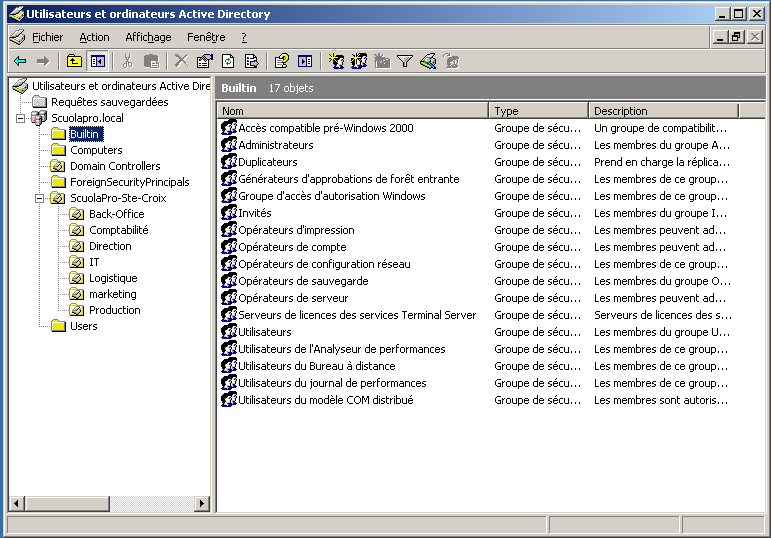 Utilisateurs et ordinateurs Active Directory
Fichier Action Affichage Fenêtre ?
Utilisateurs et ordinateurs Active Dire
Requêtes sauvegardées
Scuolapro.local
Builtin
Computers
Domain Controllers
ForeignSecurityPrincipals
ScuolaPro-Ste-Croix
Back-Office
Comptabilité
Direction
IT
Logistique
marketing
Production
Users
Builtin 17 objets
Nom Type Description
Accès compatible pré-Windows 2000 Groupe de sécu... Un groupe de compatibilit...
Administrateurs Groupe de sécu... Les membres du groupe A...
Duplicateurs Groupe de sécu... Prend en charge la réplica...
Générateurs d'approbations de forêt entrante Groupe de sécu... Les membres de ce group...
Groupe d'accès d'autorisation Windows Groupe de sécu... Les membres de ce group...
Invités Groupe de sécu... Les membres du groupe I...
Opérateurs d'impression Groupe de sécu... Les membres peuvent ad...
Opérateurs de compte Groupe de sécu... Les membres peuvent ad...
Opérateurs de configuration réseau Groupe de sécu... Les membres de ce group...
Opérateurs de sauvegarde Groupe de sécu... Les membres du groupe O...
Opérateurs de serveur Groupe de sécu... Les membres peuvent ad...
Serveurs de licences des services Terminal Server Groupe de sécu... Serveurs de licences des s...
Utilisateurs Groupe de sécu... Les membres du groupe U...
Utilisateurs de l'Analyseur de performances Groupe de sécu... Les membres de ce group...
Utilisateurs du Bureau à distance Groupe de sécu... Les membres de ce group...
Utilisateurs du journal de performances Groupe de sécu... Les membres de ce group...
Utilisateurs du modèle COM distribué Groupe de sécu... Les membres sont autoris...